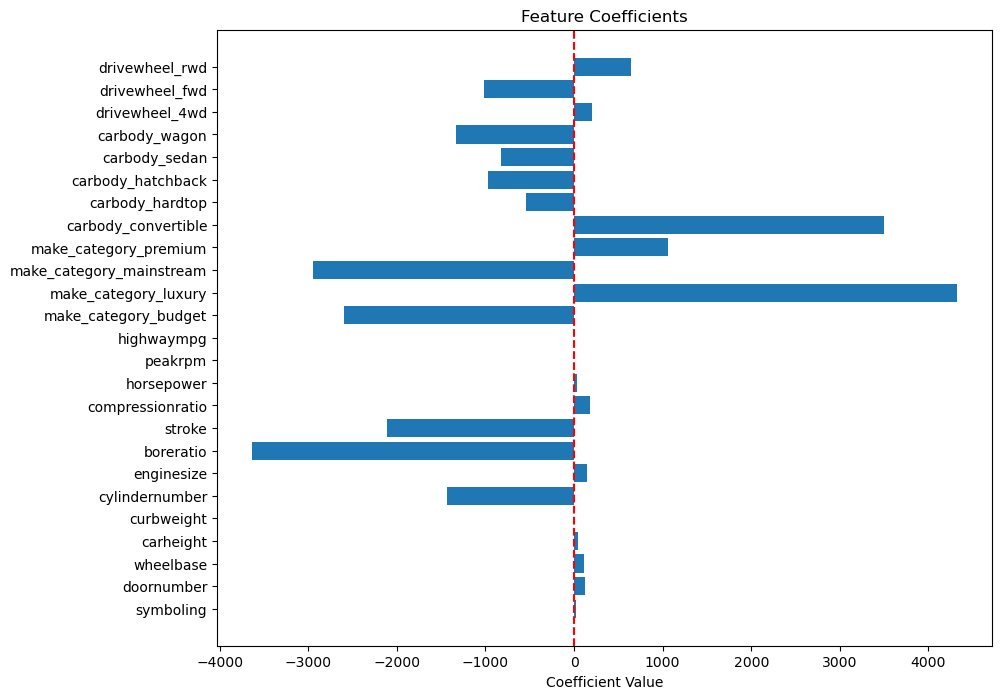 Feature Coefficients
drivewheel_rwd
drivewheel_fwd
drivewheel_4wd
carbody_wagon
carbody_sedan
carbody_hatchback
carbody_hardtop
carbody_convertible
make_category_premium
make_category_mainstream
make_category_luxury
make_category_budget
highwaympg
peakrpm
horsepower
compressionratio
stroke
boreratio
enginesize
cylindernumber
curbweight
carheight
wheelbase
doornumber
symboling
−4000 −3000 −2000 −1000 0 1000 2000 3000 4000
Coefficient Value